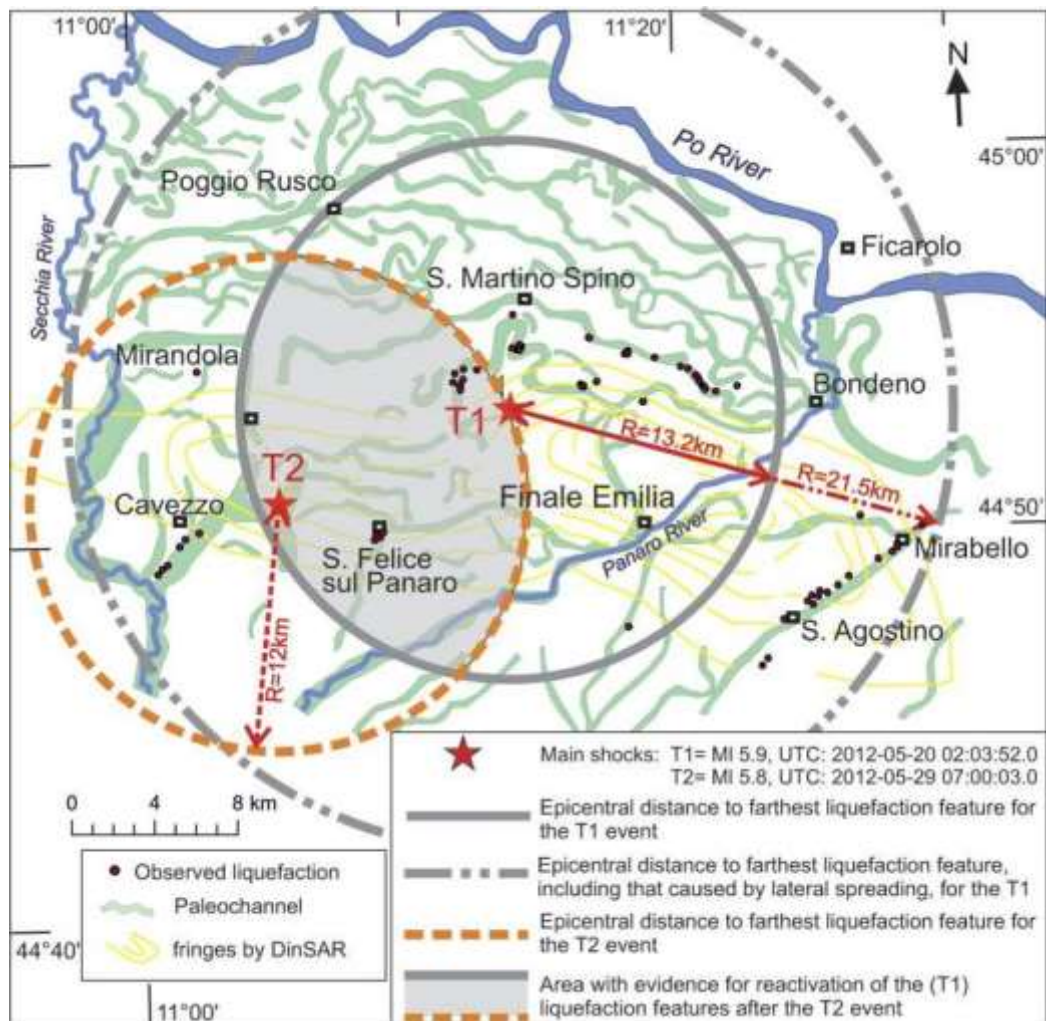 11°00'
11°20'
N
Po River
45°00'
Poggio Rusco
Ficarolo
Secchia River
S. Martino Spino
Mirandola
Bondeno
T1
R=13.2km
T2
R=21.5km
Cavezzo
Finale Emilia
44°50'
Panaro River
Mirabello
S. Felice
sul Panaro
S. Agostino
R=12km
Main shocks: T1= Ml 5.9, UTC: 2012-05-20 02:03:52.0
T2= Ml 5.8, UTC: 2012-05-29 07:00:03.0
0 4 8 km
Epicentral distance to farthest liquefaction feature for
the T1 event
Observed liquefaction
Epicentral distance to farthest liquefaction feature,
including that caused by lateral spreading, for the T1
Paleochannel
Epicentral distance to farthest liquefaction feature for
the T2 event
fringes by DinSAR
44°40'
Area with evidence for reactivation of the (T1)
liquefaction features after the T2 event
11°00'